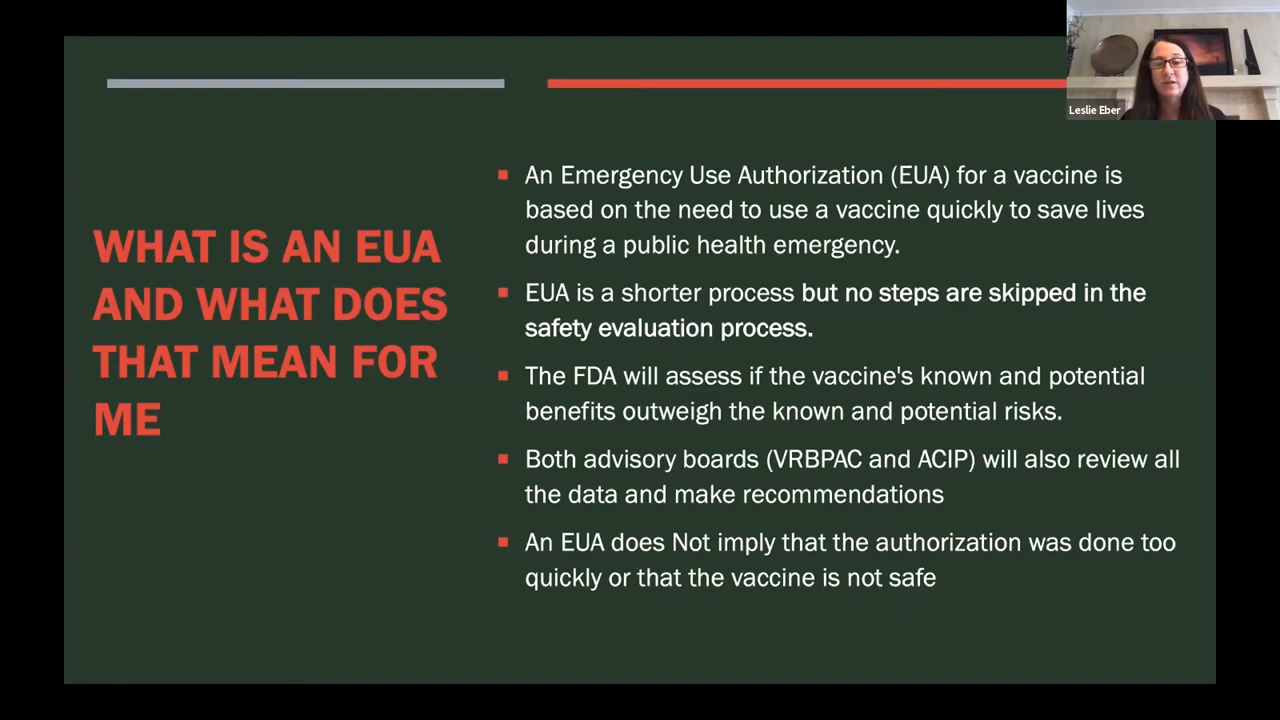 Leslie Eber
WHAT IS AN EUA
AND WHAT DOES
THAT MEAN FOR
ME
An Emergency Use Authorization (EUA) for a vaccine is
based on the need to use a vaccine quickly to save lives
during a public health emergency.
EUA is a shorter process but no steps are skipped in the
safety evaluation process.
The FDA will assess if the vaccine's known and potential
benefits outweigh the known and potential risks.
Both advisory boards (VRBPAC and ACIP) will also review all
the data and make recommendations
An EUA does Not imply that the authorization was done too
quickly or that the vaccine is not safe